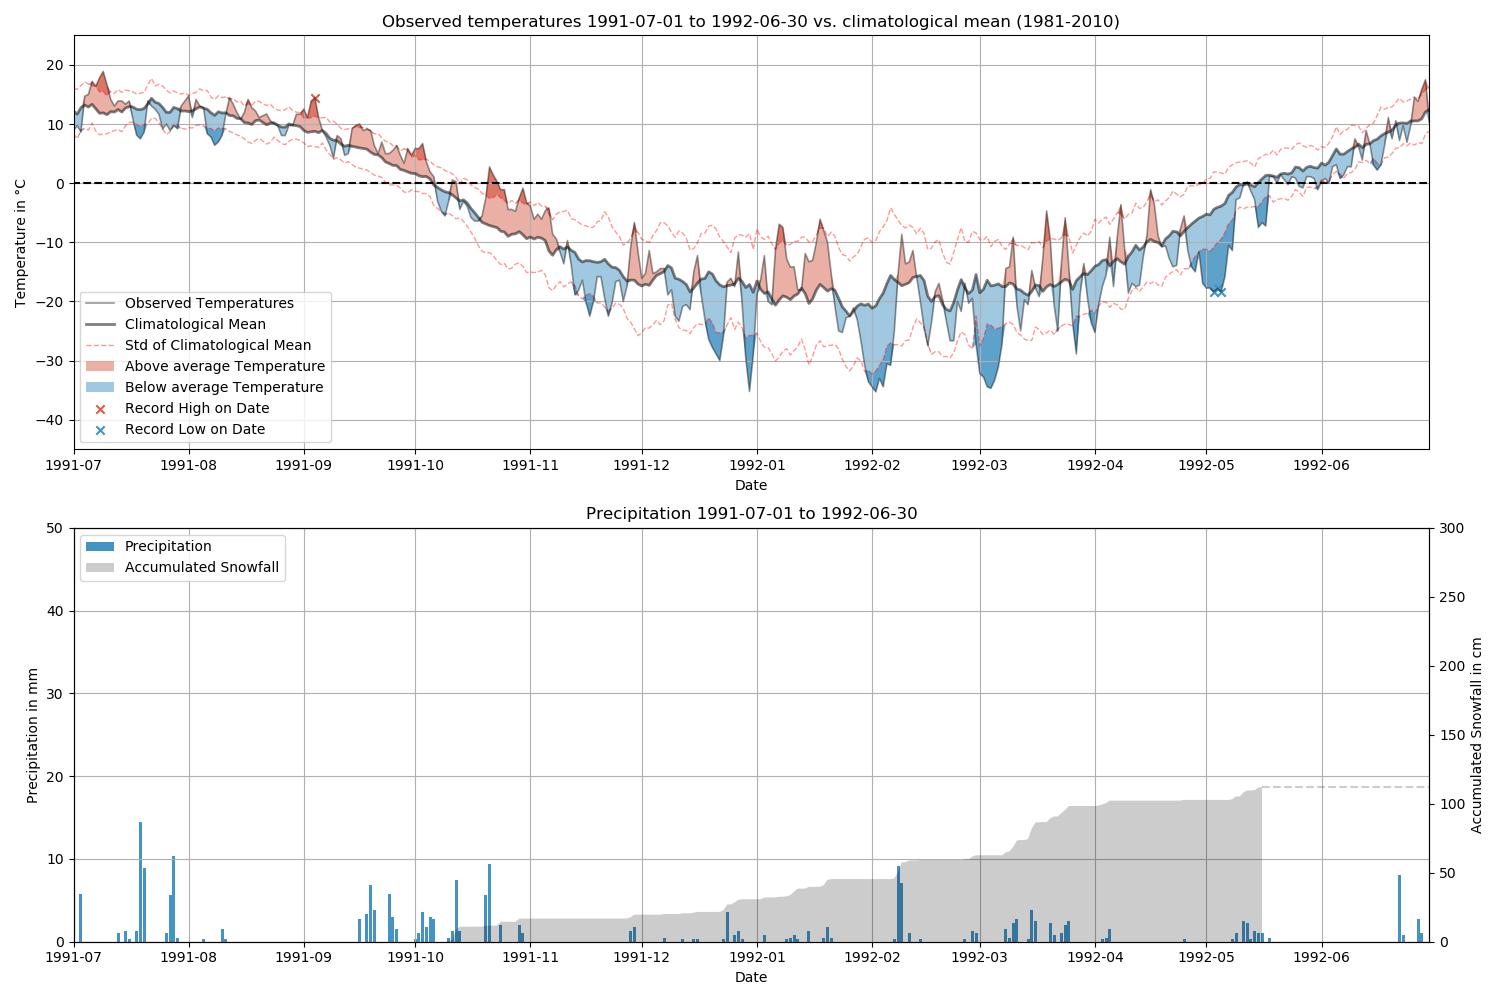 Observed temperatures 1991-07-01 to 1992-06-30 vs. climatological mean (1981-2010)
Temperature in °C
20
10
0
−10
−20
−30
−40
Observed Temperatures
Climatological Mean
Std of Climatological Mean
Above average Temperature
Below average Temperature
Record High on Date
Record Low on Date
1991-07 1991-08 1991-09 1991-10 1991-11 1991-12 1992-01 1992-02 1992-03 1992-04 1992-05 1992-06
Date
Precipitation 1991-07-01 to 1992-06-30
Precipitation in mm
50
40
30
20
10
0
Precipitation
Accumulated Snowfall
300
250
200
150
100
50
0
Accumulated Snowfall in cm
1991-07 1991-08 1991-09 1991-10 1991-11 1991-12 1992-01 1992-02 1992-03 1992-04 1992-05 1992-06
Date